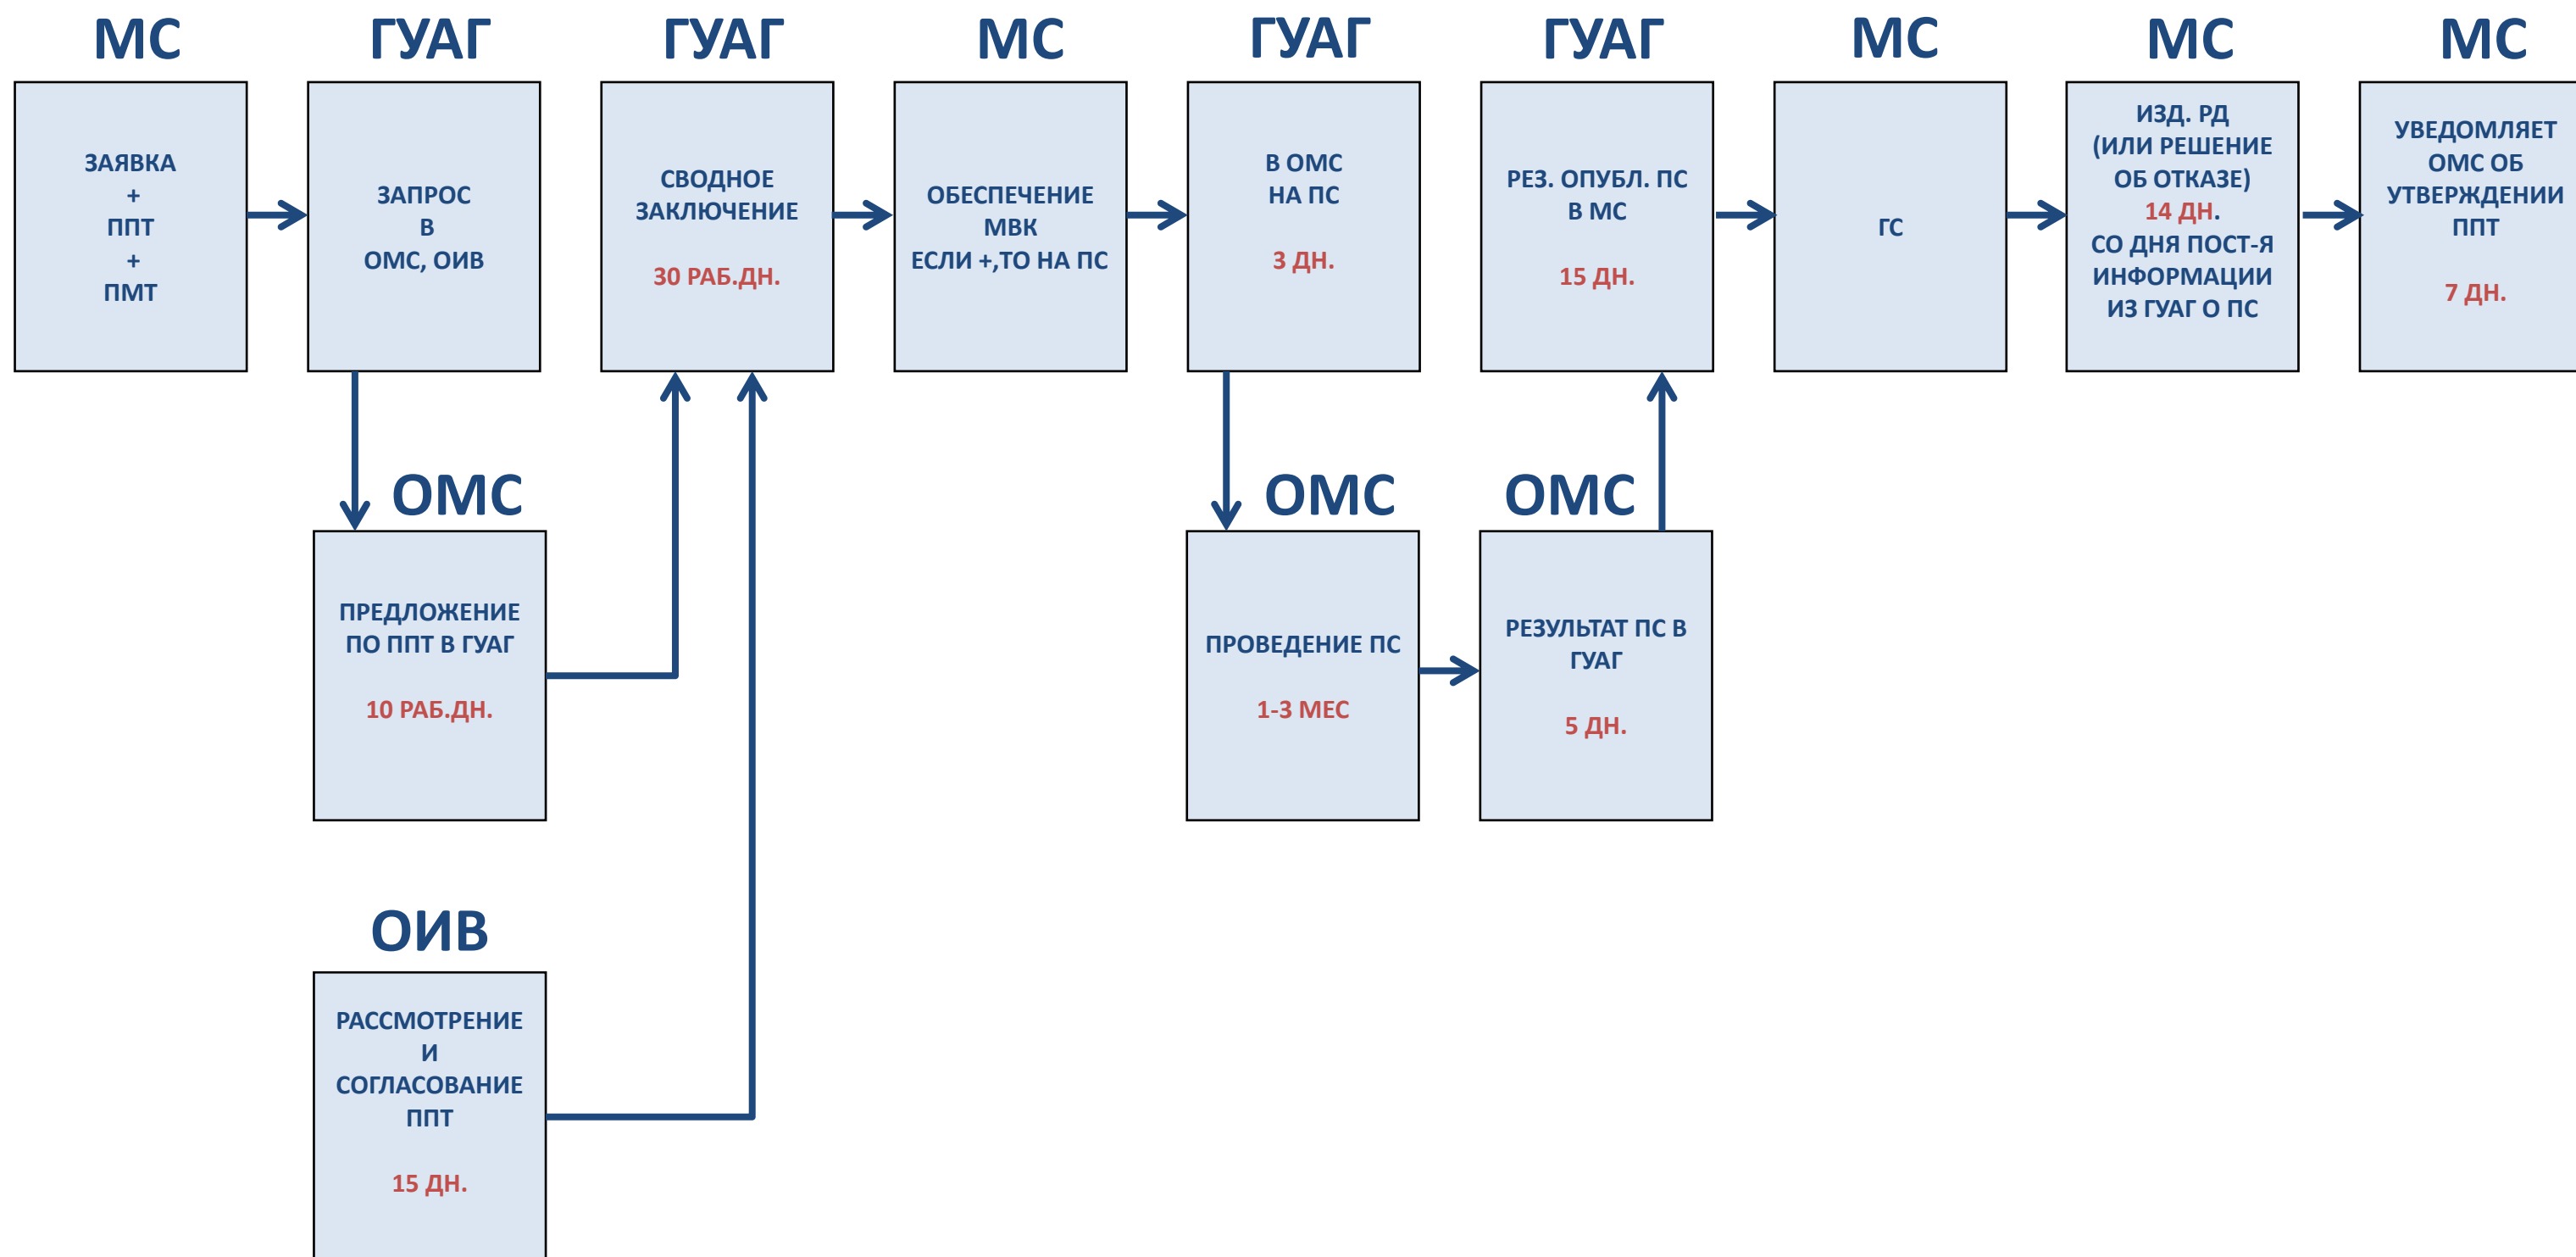 МС
ЗАЯВКА
+
ППТ
+
ПМТ
ГУАГ
ЗАПРОС
В
ОМС, ОИВ
ГУАГ
СВОДНОЕ
ЗАКЛЮЧЕНИЕ
30 РАБ.ДН.
МС
ОБЕСПЕЧЕНИЕ
МВК
ЕСЛИ +,ТО НА ПС
ГУАГ
В ОМС
НА ПС
3 ДН.
ГУАГ
РЕЗ. ОПУБЛ. ПС
В МС
15 ДН.
МС
ГС
МС
ИЗД. РД
(ИЛИ РЕШЕНИЕ
ОБ ОТКАЗЕ)
14 ДН.
СО ДНЯ ПОСТ-Я
ИНФОРМАЦИИ
ИЗ ГУАГ О ПС
МС
УВЕДОМЛЯЕТ
ОМС ОБ
УТВЕРЖДЕНИИ
ППТ
7 ДН.
ОМС
ПРЕДЛОЖЕНИЕ
ПО ППТ В ГУАГ
10 РАБ.ДН.
ОМС
ПРОВЕДЕНИЕ ПС
1-3 МЕС
ОМС
РЕЗУЛЬТАТ ПС В
ГУАГ
5 ДН.
ОИВ
РАССМОТРЕНИЕ
И
СОГЛАСОВАНИЕ
ППТ
15 ДН.